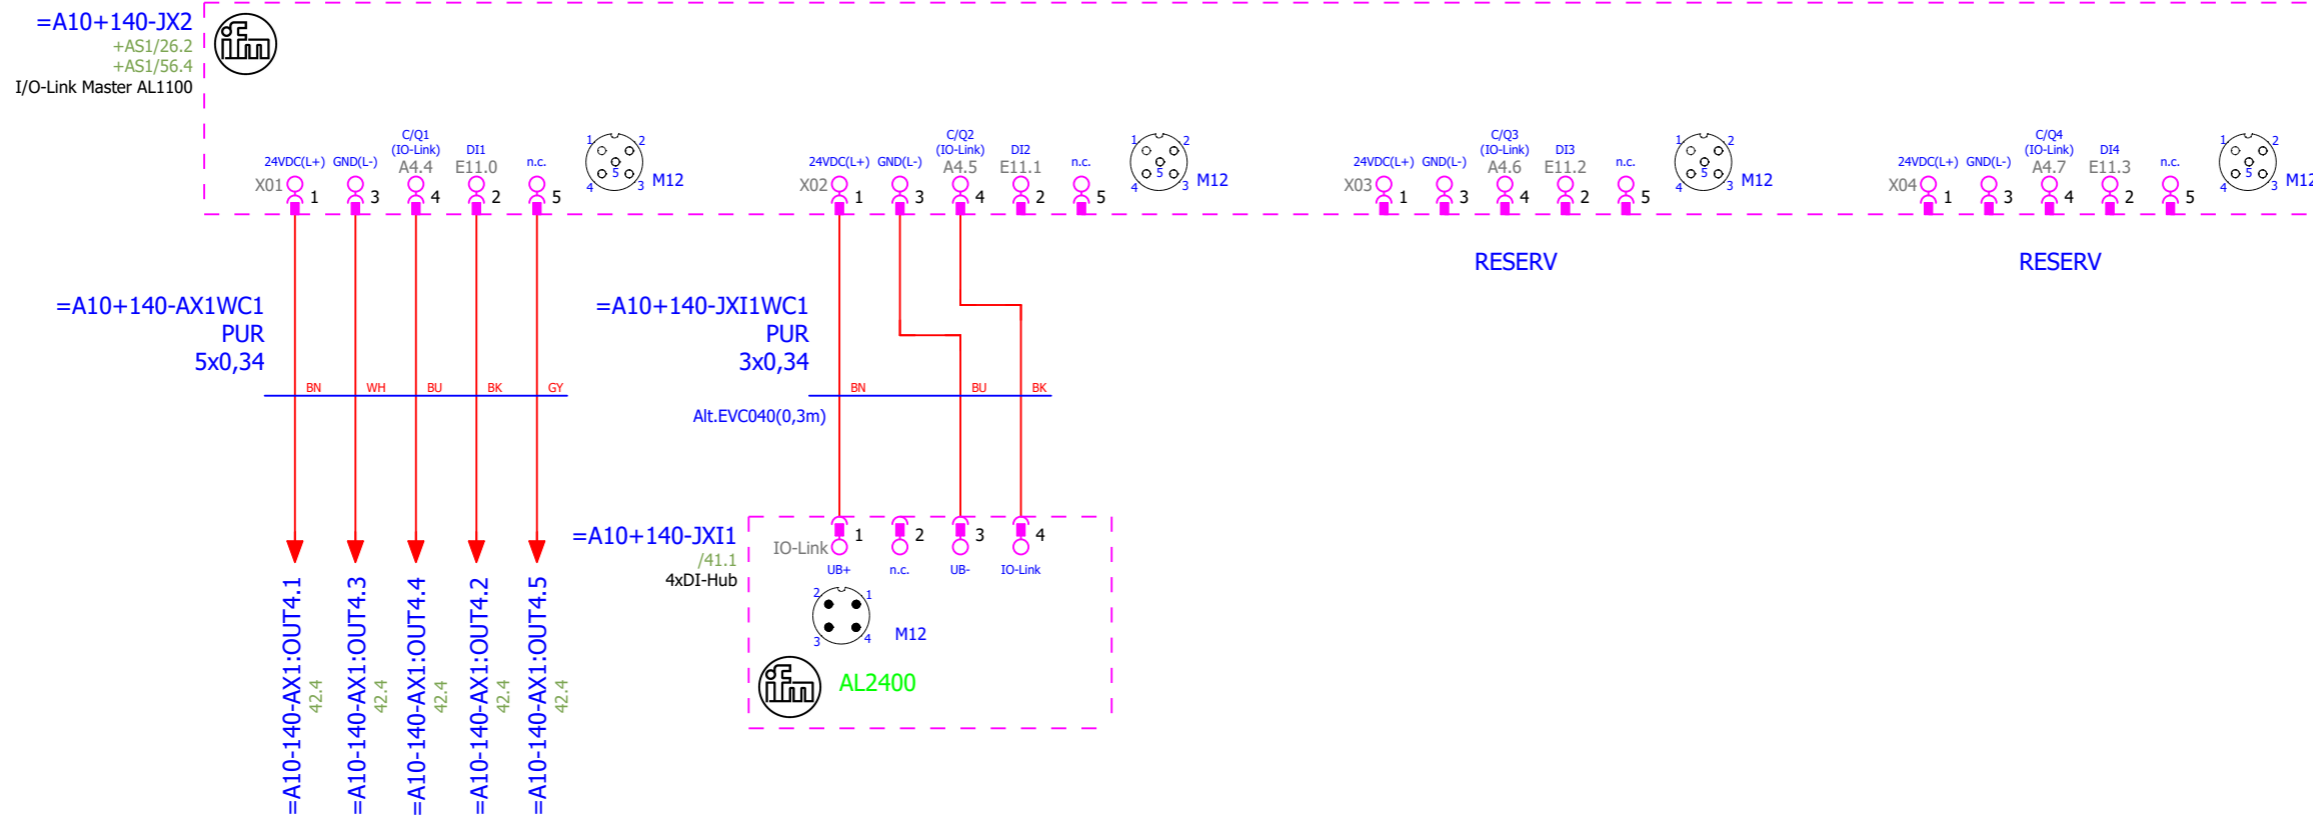 =A10+140-JX2
+AS1/26.2
+AS1/56.4
I/O-Link Master AL1100
ifm
24VDC(L+) GND(L-) C/Q1 (IO-Link) A4.4 DI1 E11.0 n.c.
X01 1 3 4 2 5
1 2 5 4 3 M12
24VDC(L+) GND(L-) C/Q2 (IO-Link) A4.5 DI2 E11.1 n.c.
X02 1 3 4 2 5
1 2 5 4 3 M12
24VDC(L+) GND(L-) C/Q3 (IO-Link) A4.6 DI3 E11.2 n.c.
X03 1 3 4 2 5
1 2 5 4 3 M12
24VDC(L+) GND(L-) C/Q4 (IO-Link) A4.7 DI4 E11.3 n.c.
X04 1 3 4 2 5
1 2 5 4 3 M12
RESERV
RESERV
=A10+140-AX1WC1
PUR
5x0,34
BN WH BU BK GY
=A10+140-JXI1WC1
PUR
3x0,34
BN BU BK
Alt.EVC040(0,3m)
=A10-140-AX1:OUT4.1
42.4
=A10-140-AX1:OUT4.3
42.4
=A10-140-AX1:OUT4.4
42.4
=A10-140-AX1:OUT4.2
42.4
=A10-140-AX1:OUT4.5
42.4
=A10+140-JXI1
/41.1
4xDI-Hub
IO-Link 1 2 3 4
UB+ n.c. UB- IO-Link
2 1 3 4 M12
ifm
AL2400